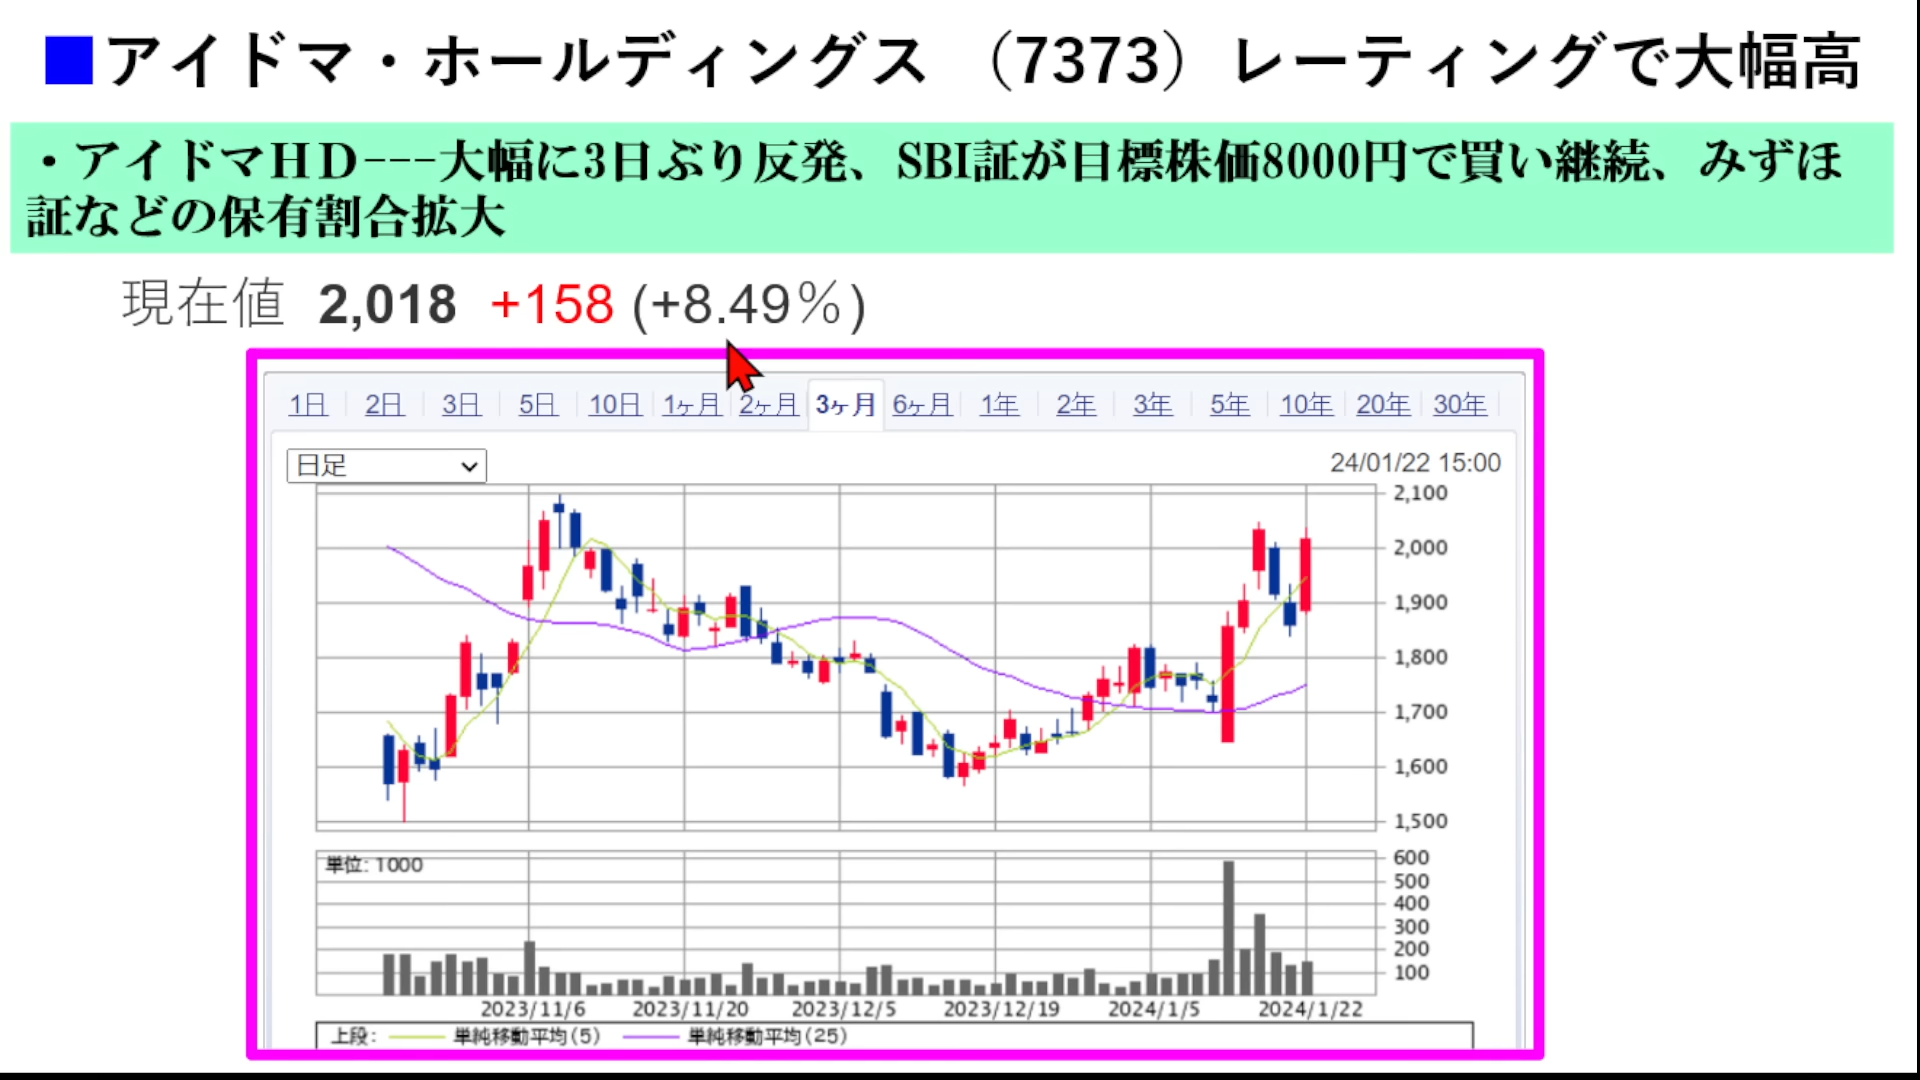 ■アイドマ・ホールディングス （7373）レーティングで大幅高
・アイドマＨＤ---大幅に3日ぶり反発、SBI証が目標株価8000円で買い継続、みずほ
証などの保有割合拡大
現在値 2,018 +158 (+8.49％)
1日 2日 3日 5日 10日 1ヶ月 2ヶ月 3ヶ月 6ヶ月 1年 2年 3年 5年 10年 20年 30年
日足 24/01/22 15:00
2,100
2,000
1,900
1,800
1,700
1,600
1,500
単位: 1000
600
500
400
300
200
100
2023/11/6 2023/11/20 2023/12/5 2023/12/19 2024/1/5 2024/1/22
上段: 単純移動平均(5) 単純移動平均(25)